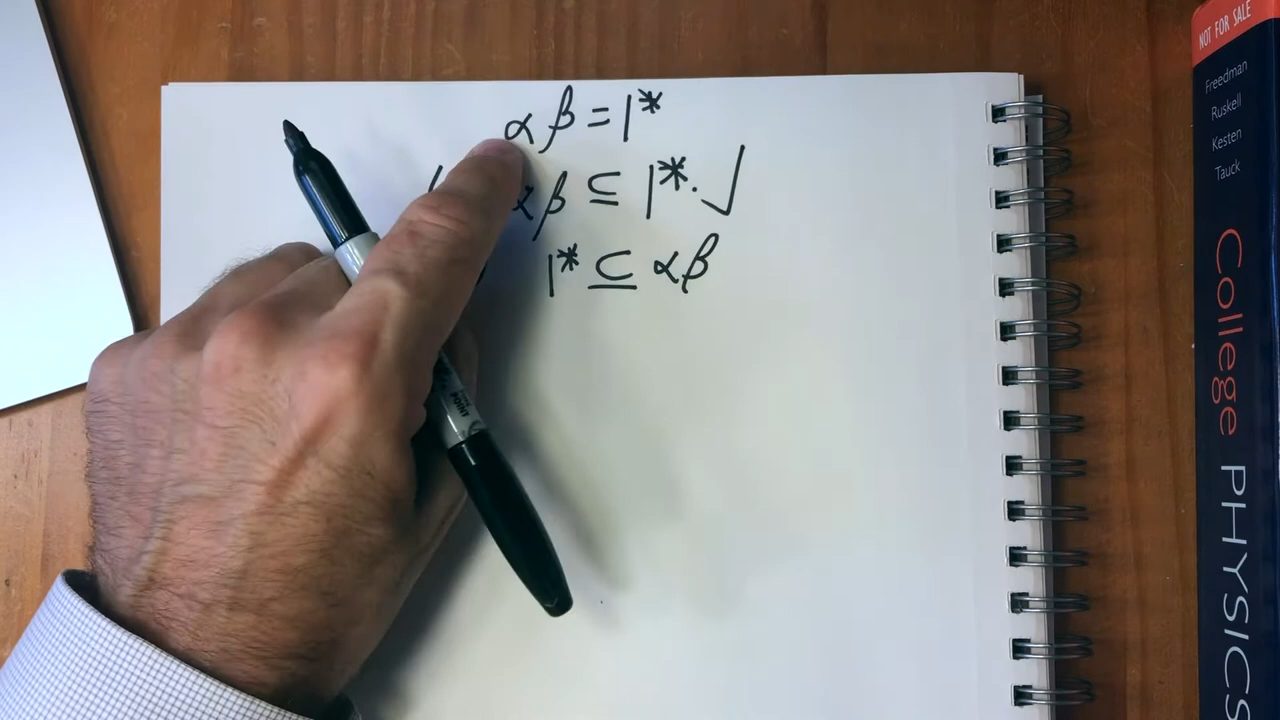 αβ = 1*
αβ ⊆ 1*. √
1* ⊆ αβ
NOT FOR SALE
Freedman
Ruskell
Kesten
Tauck
College PHYSICS